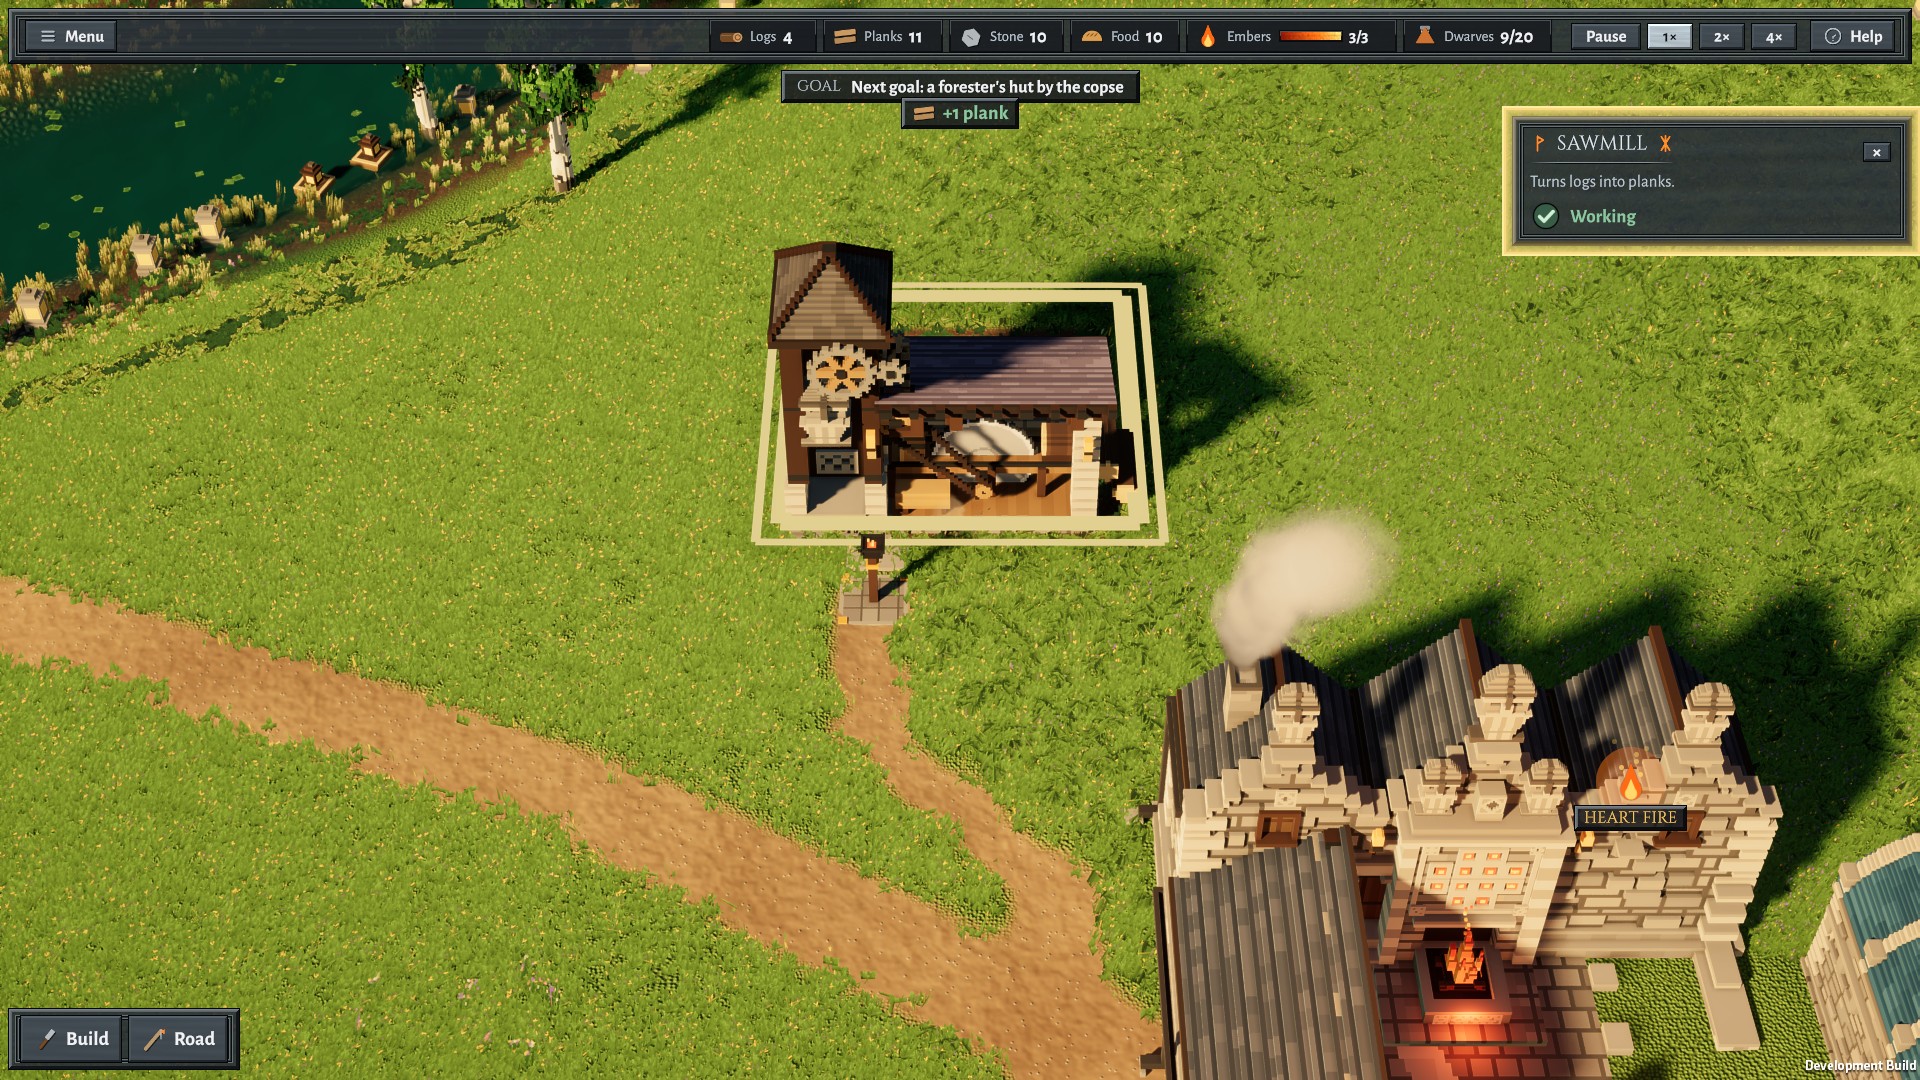 Menu
Logs 4
Planks 11
Stone 10
Food 10
Embers 3/3
Dwarves 9/20
Pause
1×
2×
4×
Help
GOAL Next goal: a forester's hut by the copse
+1 plank
SAWMILL
×
Turns logs into planks.
Working
HEART FIRE
Build
Road
Development Build